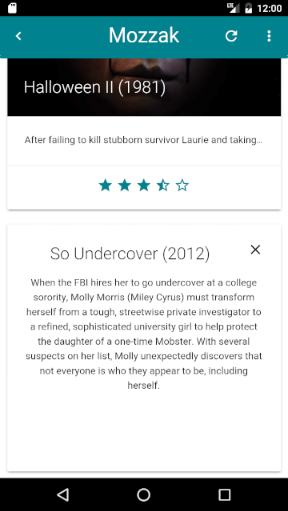 12:00
Mozzak
Halloween II (1981)
After failing to kill stubborn survivor Laurie and taking...
So Undercover (2012)
When the FBI hires her to go undercover at a college
sorority, Molly Morris (Miley Cyrus) must transform
herself from a tough, streetwise private investigator to
a refined, sophisticated university girl to help protect
the daughter of a one-time Mobster. With several
suspects on her list, Molly unexpectedly discovers that
not everyone is who they appear to be, including
herself.